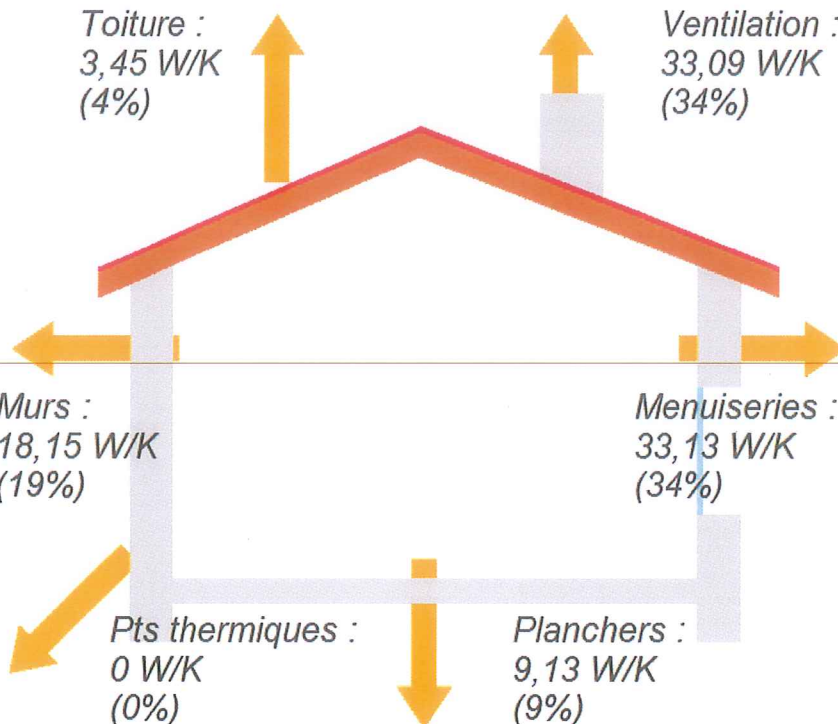 Toiture :
3,45 W/K
(4%)
Ventilation :
33,09 W/K
(34%)
Murs :
18,15 W/K
(19%)
Menuiseries :
33,13 W/K
(34%)
Pts thermiques :
0 W/K
(0%)
Planchers :
9,13 W/K
(9%)